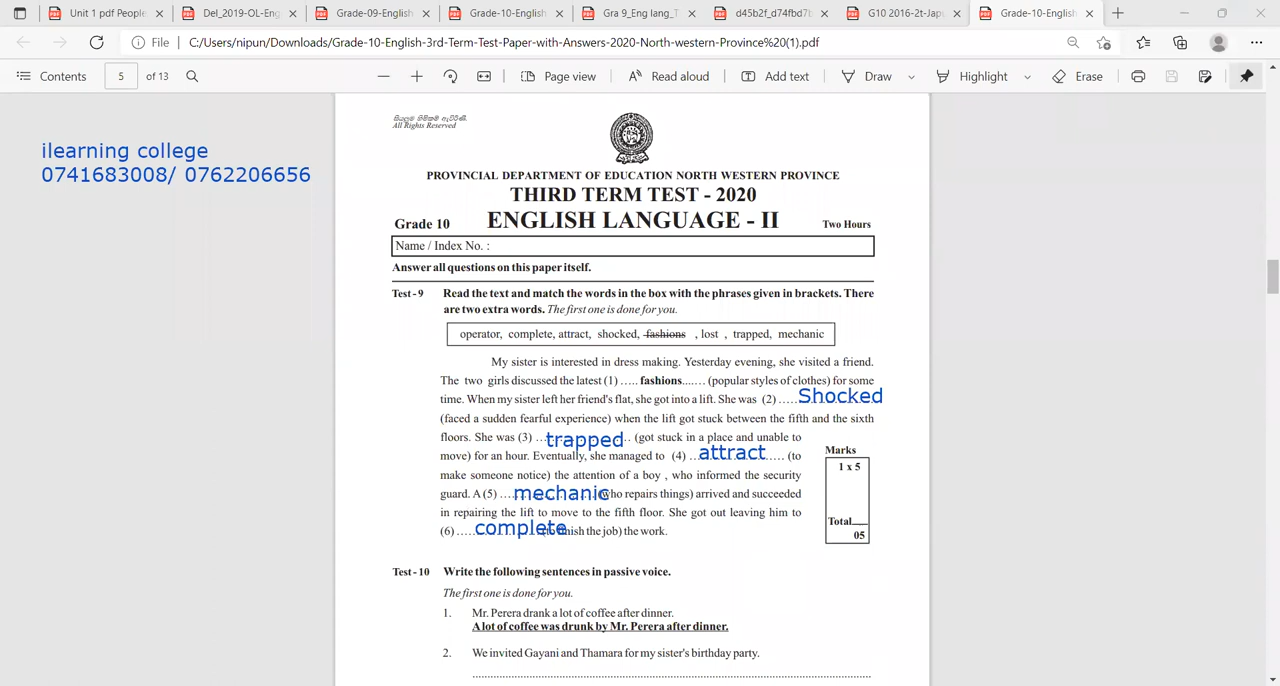 Unit 1 pdf People
Del_2019-OL-Eng
Grade-09-English
Grade-10-English
Gra 9_Eng lang_T
d45b2f_d74fbd7b
G10 2016-2t-Jap
Grade-10-English
File C:/Users/nipun/Downloads/Grade-10-English-3rd-Term-Test-Paper-with-Answers-2020-North-western-Province%20(1).pdf
Contents 5 of 13 Page view Read aloud Add text Draw Highlight Erase
සියලුම හිමිකම් ඇවිරිණි.
All Rights Reserved
ilearning college
0741683008/ 0762206656
PROVINCIAL DEPARTMENT OF EDUCATION NORTH WESTERN PROVINCE
THIRD TERM TEST - 2020
Grade 10 ENGLISH LANGUAGE - II Two Hours
Name / Index No. :
Answer all questions on this paper itself.
Test - 9 Read the text and match the words in the box with the phrases given in brackets. There
are two extra words. The first one is done for you.
operator, complete, attract, shocked, fashions , lost , trapped, mechanic
My sister is interested in dress making. Yesterday evening, she visited a friend.
The two girls discussed the latest (1) ..... fashions....... (popular styles of clothes) for some
time. When my sister left her friend's flat, she got into a lift. She was (2) ..... Shocked
(faced a sudden fearful experience) when the lift got stuck between the fifth and the sixth
floors. She was (3) ... trapped .. (got stuck in a place and unable to
move) for an hour. Eventually, she managed to (4) .. attract ..... (to
make someone notice) the attention of a boy , who informed the security
guard. A (5) .... mechanic (who repairs things) arrived and succeeded
in repairing the lift to move to the fifth floor. She got out leaving him to
(6) ..... complete (to finish the job) the work.
Marks
1 x 5
Total
05
Test - 10 Write the following sentences in passive voice.
The first one is done for you.
1. Mr. Perera drank a lot of coffee after dinner.
A lot of coffee was drunk by Mr. Perera after dinner.
2. We invited Gayani and Thamara for my sister's birthday party.